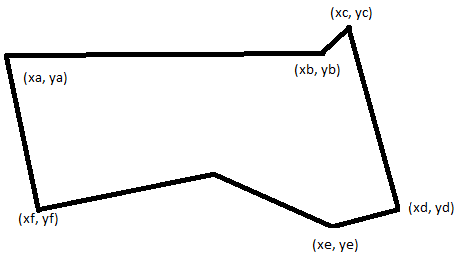 (xc, yc)
(xa, ya)
(xb, yb)
(xf, yf)
(xd, yd)
(xe, ye)